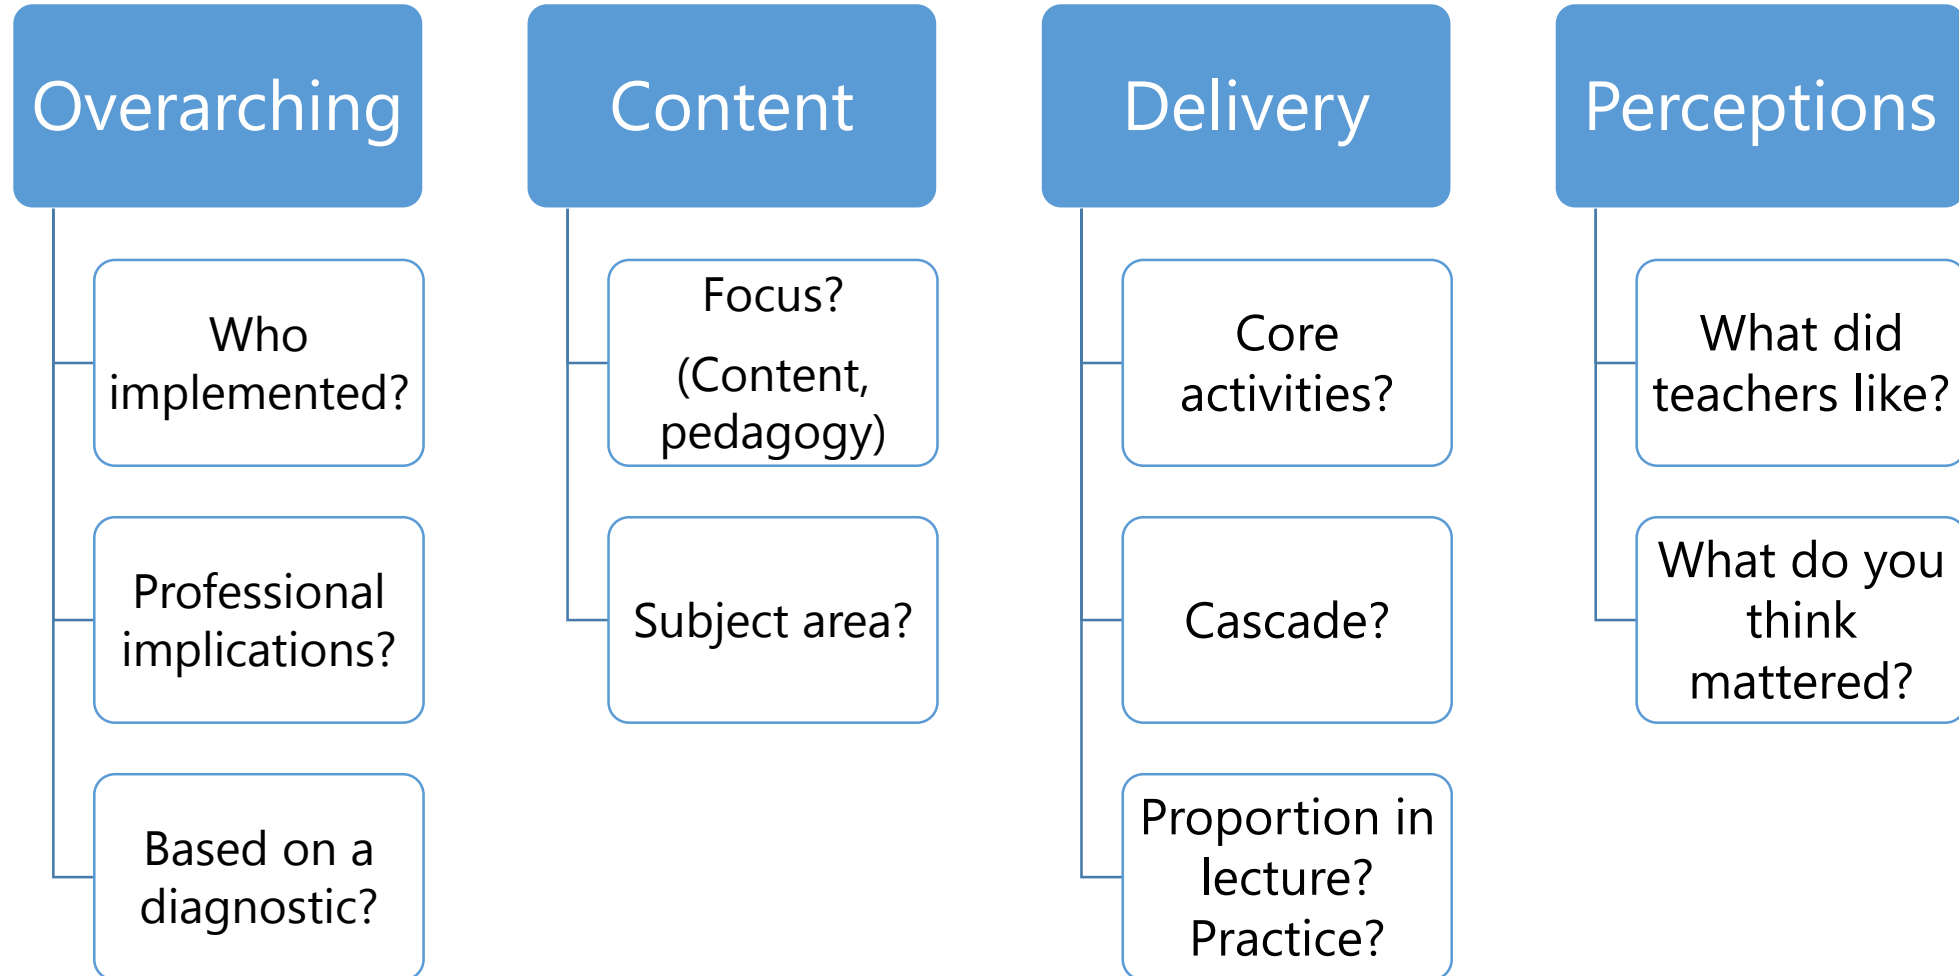 Overarching
Who
implemented?
Professional
implications?
Based on a
diagnostic?
Content
Focus?
(Content,
pedagogy)
Subject area?
Delivery
Core
activities?
Cascade?
Proportion in
lecture?
Practice?
Perceptions
What did
teachers like?
What do you
think
mattered?